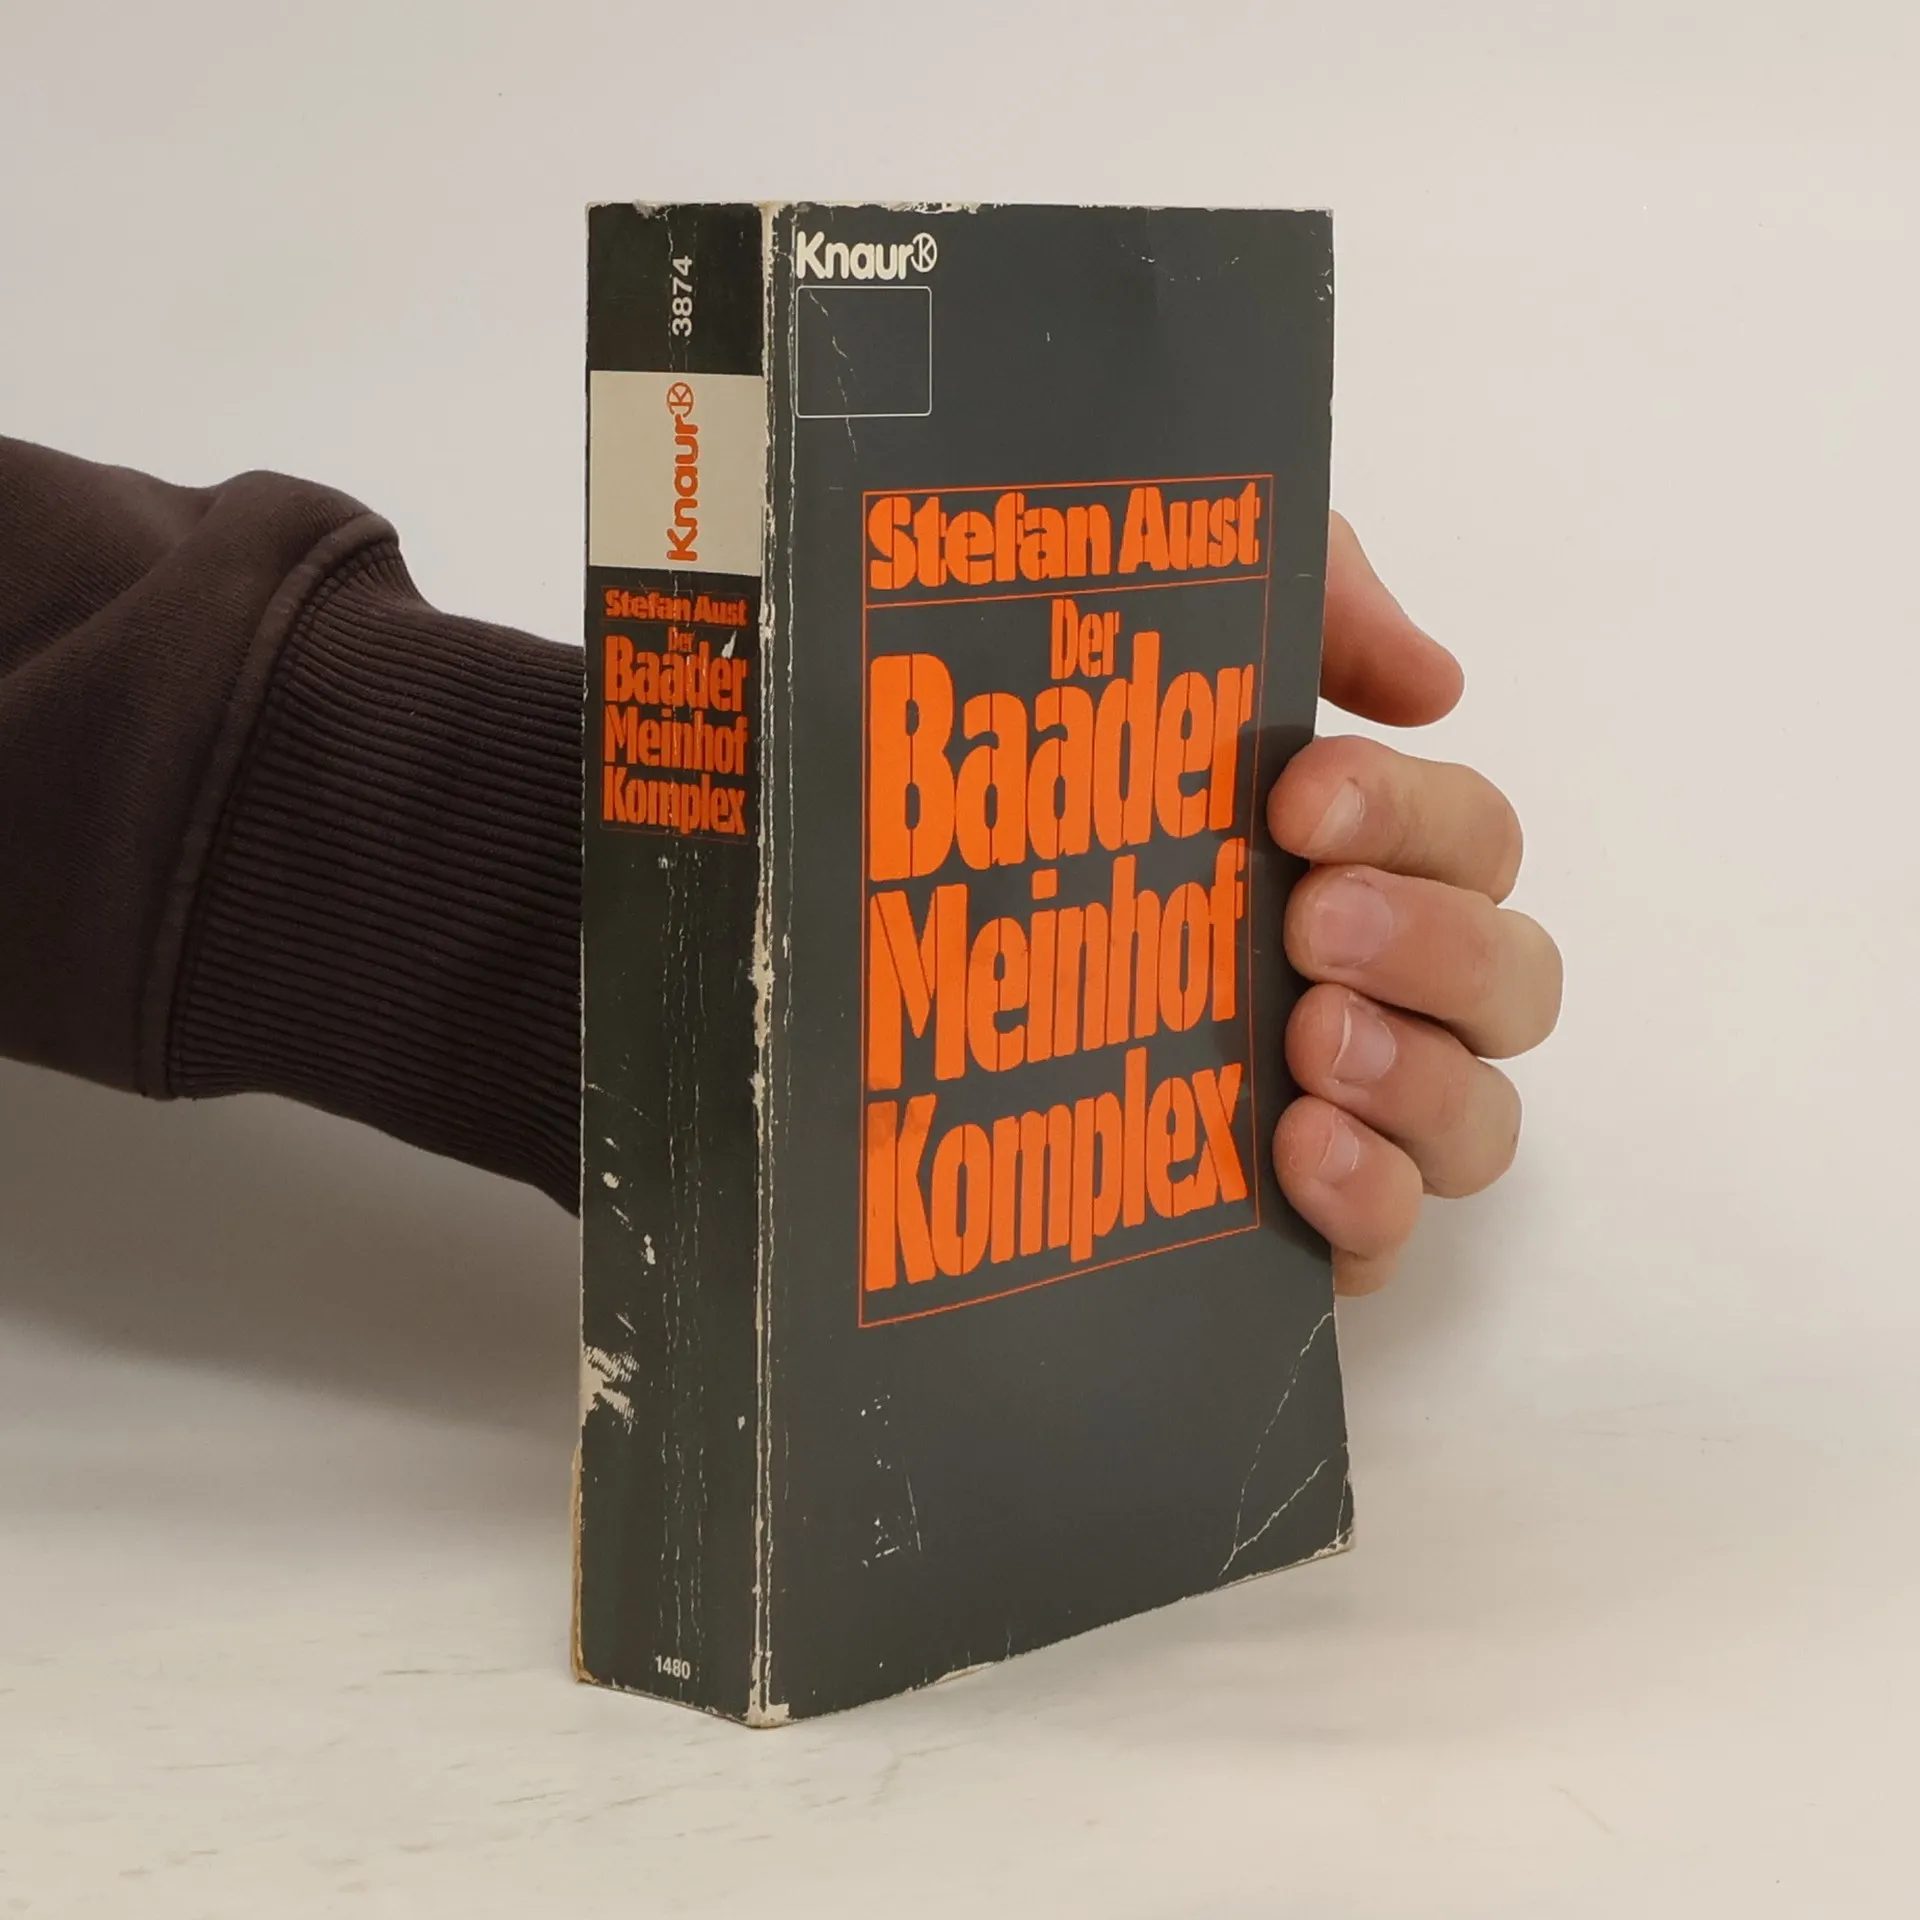 3874
Knaur
Stefan Aust
Der
Baader
Meinhof
Komplex
1480
Knaur
Stefan Aust
Der
Baader
Meinhof
Komplex